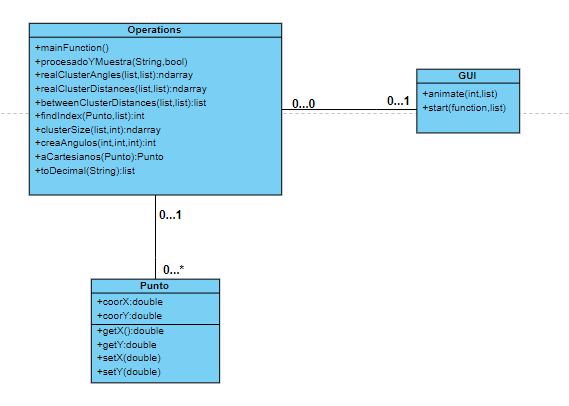 Operations
+mainFunction()
+procesadoYMuestra(String,bool)
+realClusterAngles(list,list):ndarray
+realClusterDistances(list,list):ndarray
+betweenClusterDistances(list,list):list
+findIndex(Punto,list):int
+clusterSize(list,int):ndarray
+creaAngulos(int,int,int):int
+aCartesianos(Punto):Punto
+toDecimal(String):list
0...0
0...1
GUI
+animate(int,list)
+start(function,list)
0...1
0...*
Punto
+coorX:double
+coorY:double
+getX():double
+getY:double
+setX(double)
+setY(double)